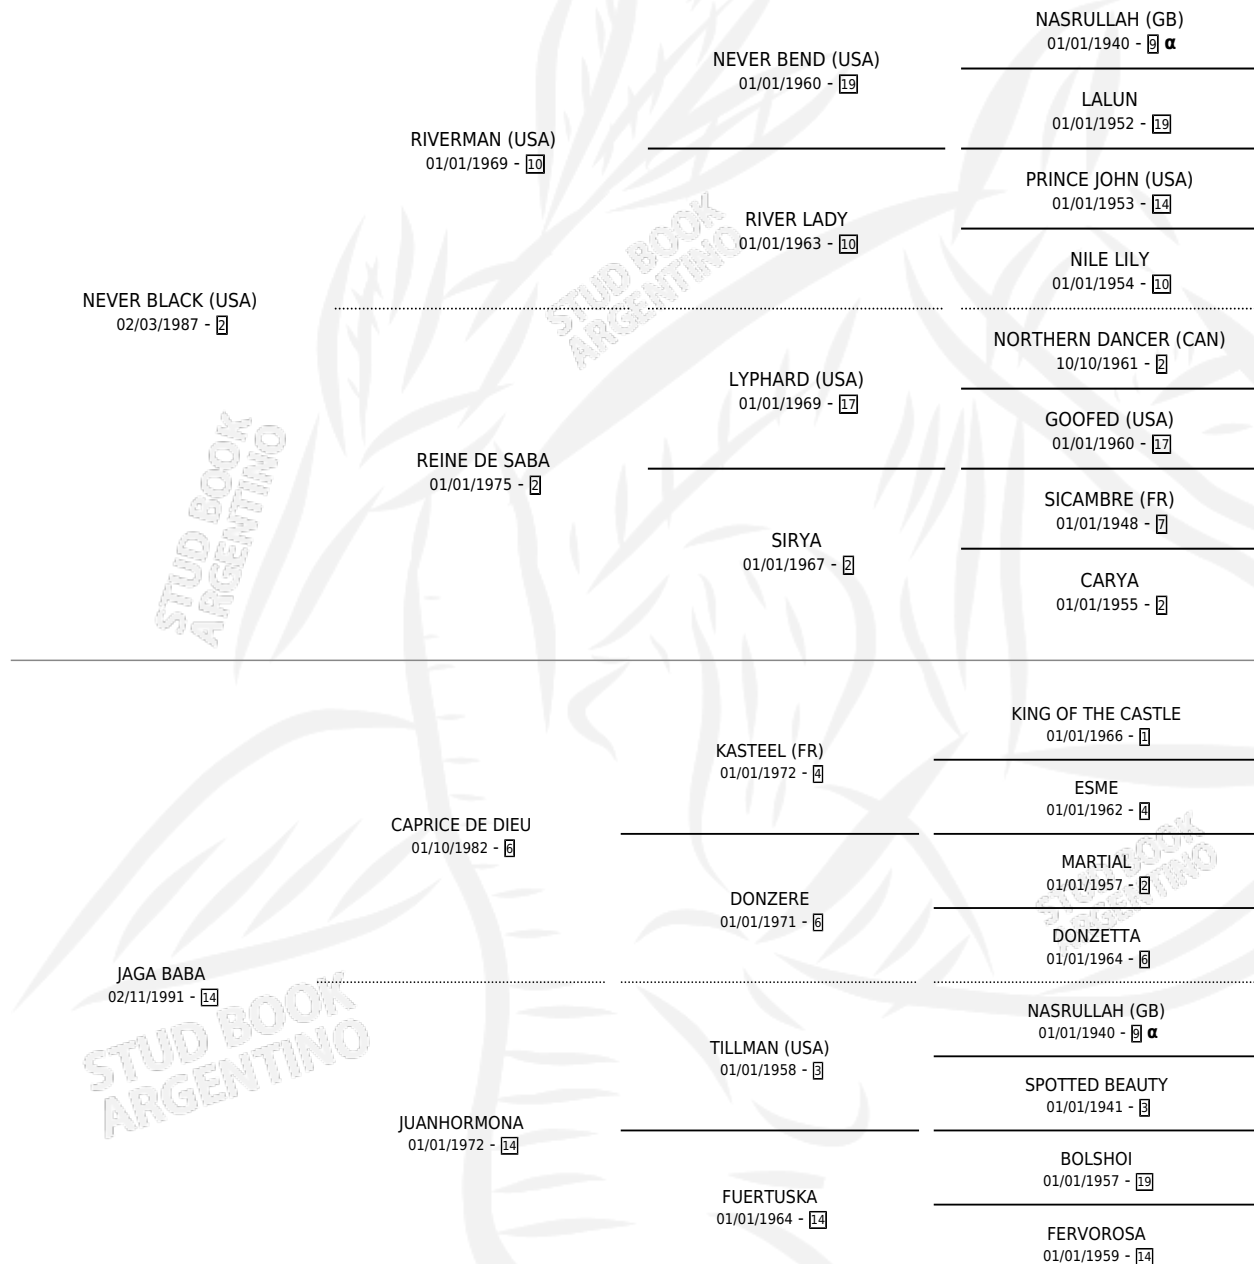 NASRULLAH (GB)
01/01/1940 - 9 α
NEVER BEND (USA)
01/01/1960 - 19
LALUN
01/01/1952 - 19
RIVERMAN (USA)
01/01/1969 - 10
PRINCE JOHN (USA)
01/01/1953 - 14
RIVER LADY
01/01/1963 - 10
NILE LILY
01/01/1954 - 10
NEVER BLACK (USA)
02/03/1987 - 2
NORTHERN DANCER (CAN)
10/10/1961 - 2
LYPHARD (USA)
01/01/1969 - 17
GOOFED (USA)
01/01/1960 - 17
REINE DE SABA
01/01/1975 - 2
SICAMBRE (FR)
01/01/1948 - 7
SIRYA
01/01/1967 - 2
CARYA
01/01/1955 - 2
KING OF THE CASTLE
01/01/1966 - 1
KASTEEL (FR)
01/01/1972 - 4
ESME
01/01/1962 - 4
CAPRICE DE DIEU
01/10/1982 - 6
MARTIAL
01/01/1957 - 2
DONZERE
01/01/1971 - 6
DONZETTA
01/01/1964 - 6
JAGA BABA
02/11/1991 - 14
NASRULLAH (GB)
01/01/1940 - 9 α
TILLMAN (USA)
01/01/1958 - 3
SPOTTED BEAUTY
01/01/1941 - 3
JUANHORMONA
01/01/1972 - 14
BOLSHOI
01/01/1957 - 19
FUERTUSKA
01/01/1964 - 14
FERVOROSA
01/01/1959 - 14
STUD BOOK
ARGENTINO
STUD BOOK
ARGENTINO
STUD BOOK
ARGENTINO
STUD BOOK
ARGENTINO